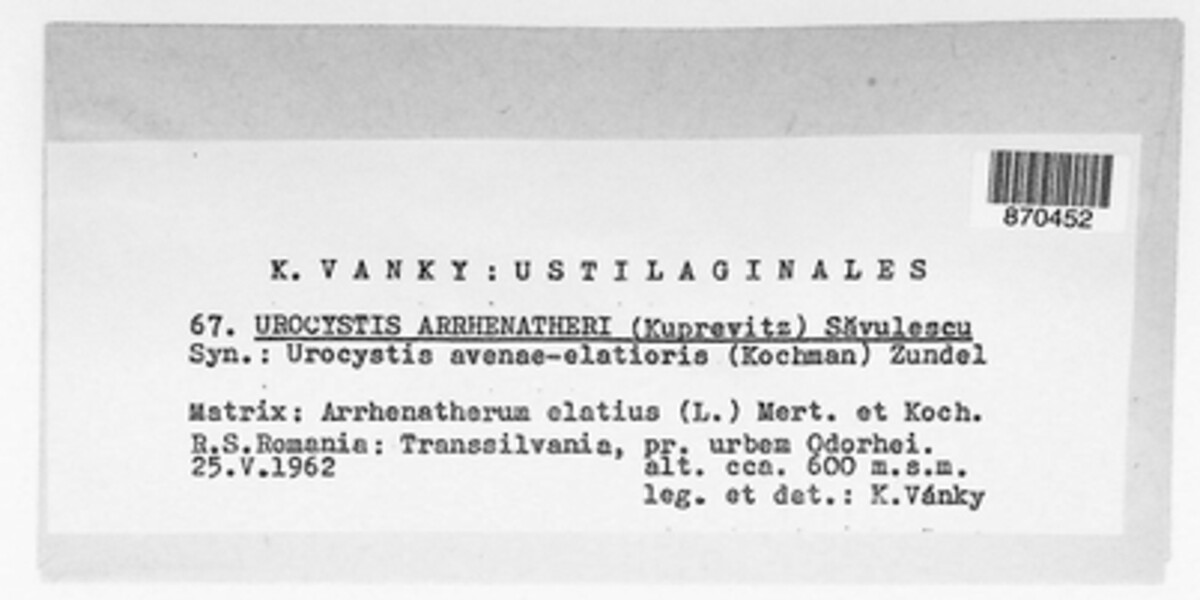 870452
K. VANKY: USTILAGINALES
67. UROCYSTIS ARRHENATHERI (Kuprevitz) Săvulescu
Syn.: Urocystis avenae-elatioris (Kochman) Zundel
Matrix: Arrhenatherum elatius (L.) Mert. et Koch.
R.S.Romania: Transsilvania, pr. urbem Odorhei.
25.V.1962 alt. cca. 600 m.s.m.
leg. et det.: K.Vánky